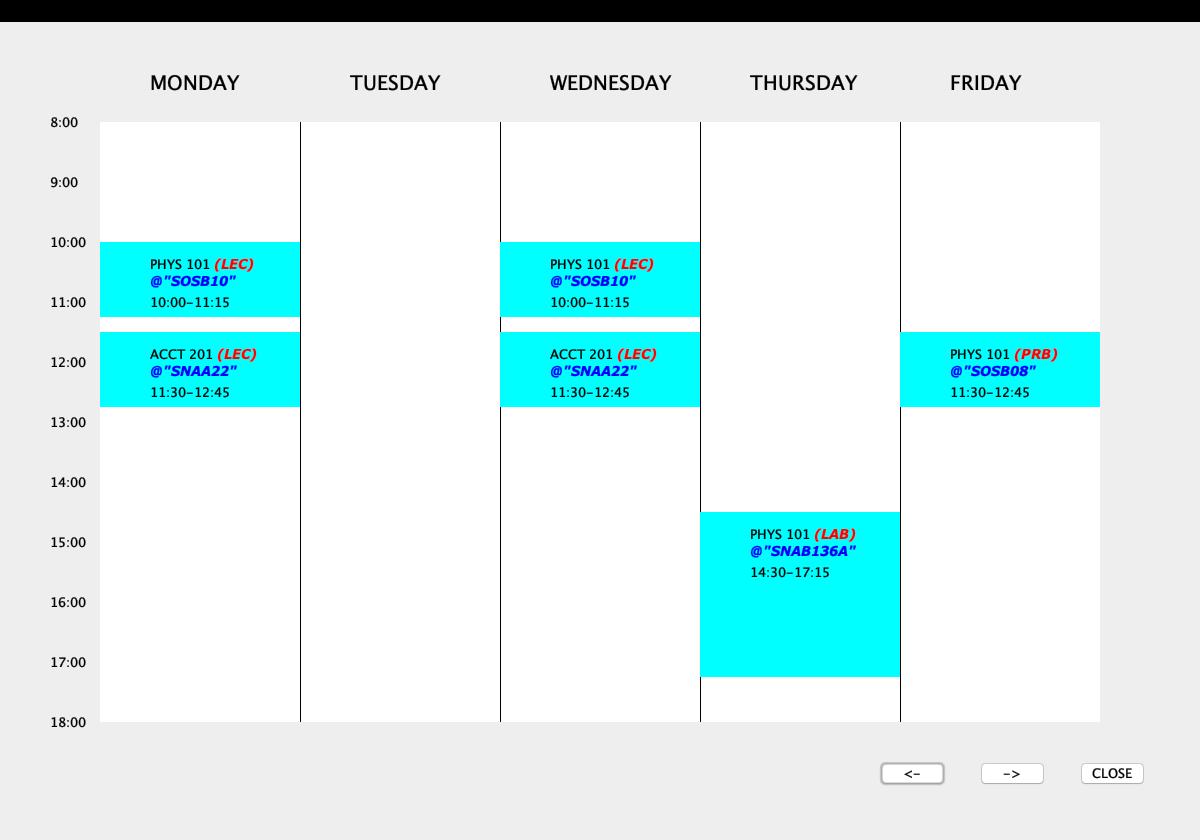 MONDAY TUESDAY WEDNESDAY THURSDAY FRIDAY
8:00
9:00
10:00
PHYS 101 (LEC) PHYS 101 (LEC)
@"SOSB10" @"SOSB10"
11:00 10:00-11:15 10:00-11:15
ACCT 201 (LEC) ACCT 201 (LEC) PHYS 101 (PRB)
12:00 @"SNAA22" @"SNAA22" @"SOSB08"
11:30-12:45 11:30-12:45 11:30-12:45
13:00
14:00
PHYS 101 (LAB)
15:00 @"SNAB136A"
14:30-17:15
16:00
17:00
18:00
<- -> CLOSE